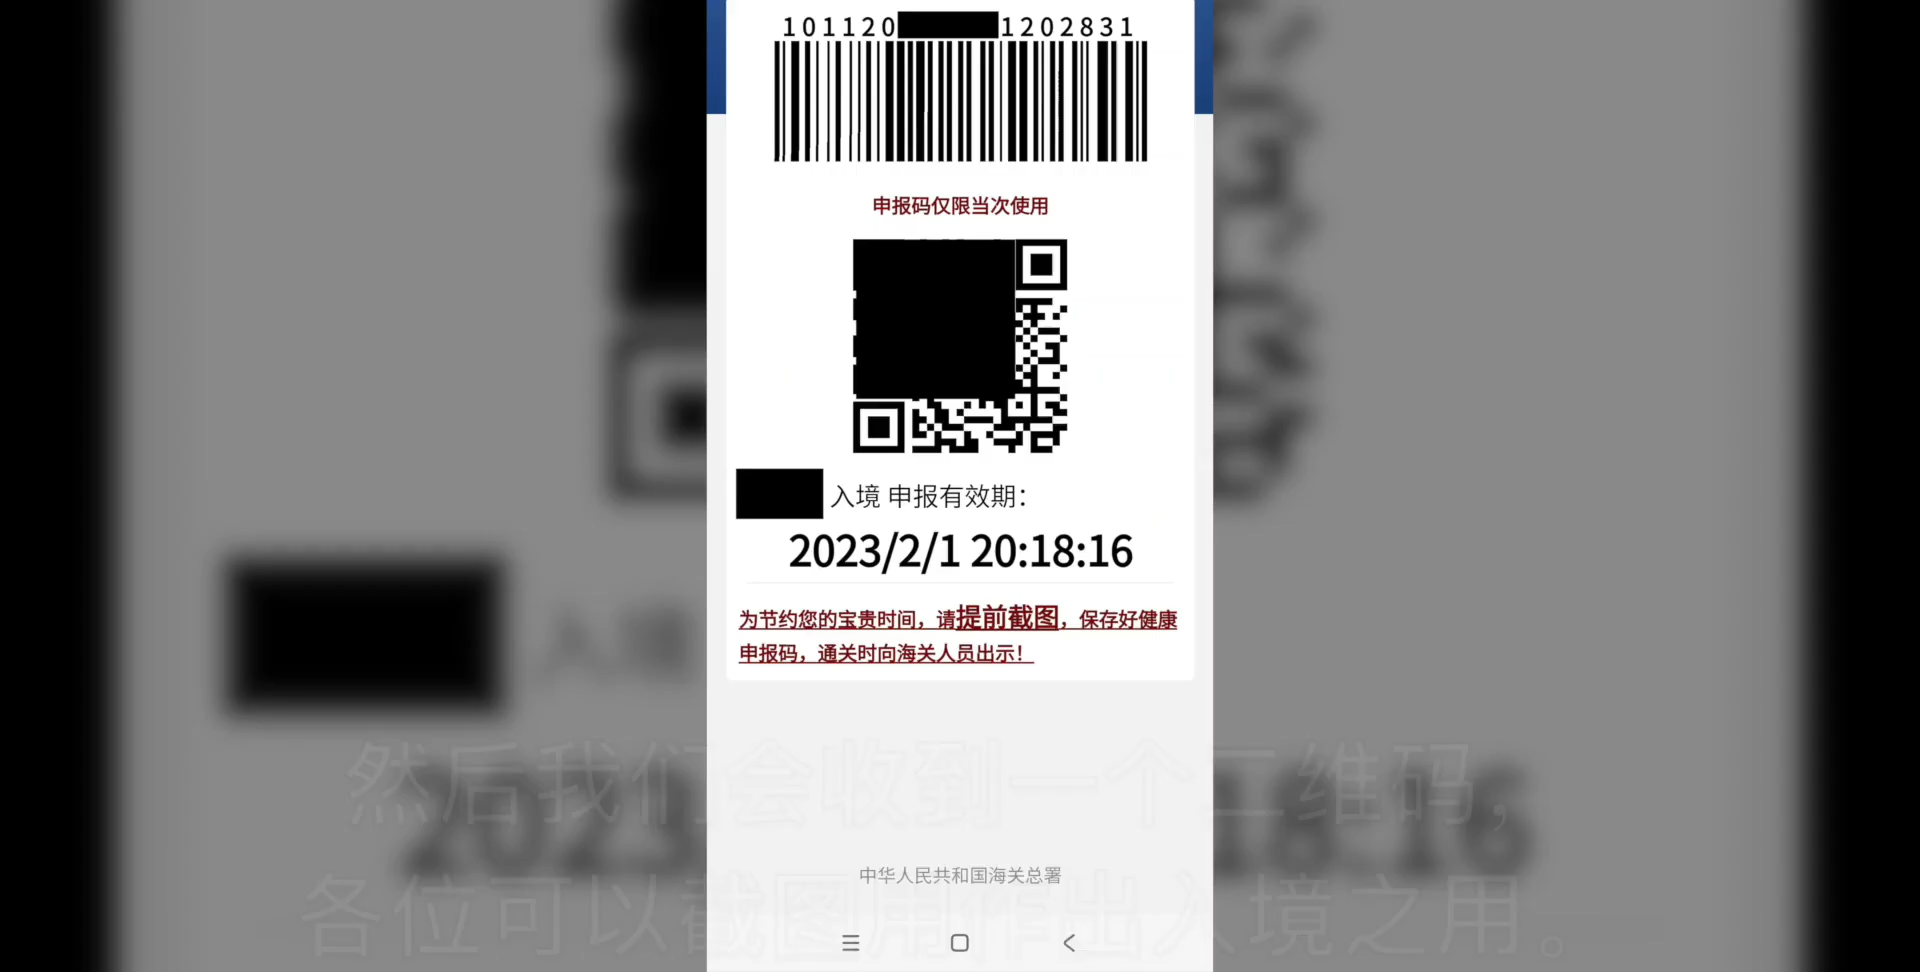 101120 1202831
申报码仅限当次使用
入境 申报有效期：
2023/2/1 20:18:16
为节约您的宝贵时间，请提前截图，保存好健康
申报码，通关时向海关人员出示！
然后我们会收到一个二维码，
中华人民共和国海关总署
各位可以截图用作出入境之用。